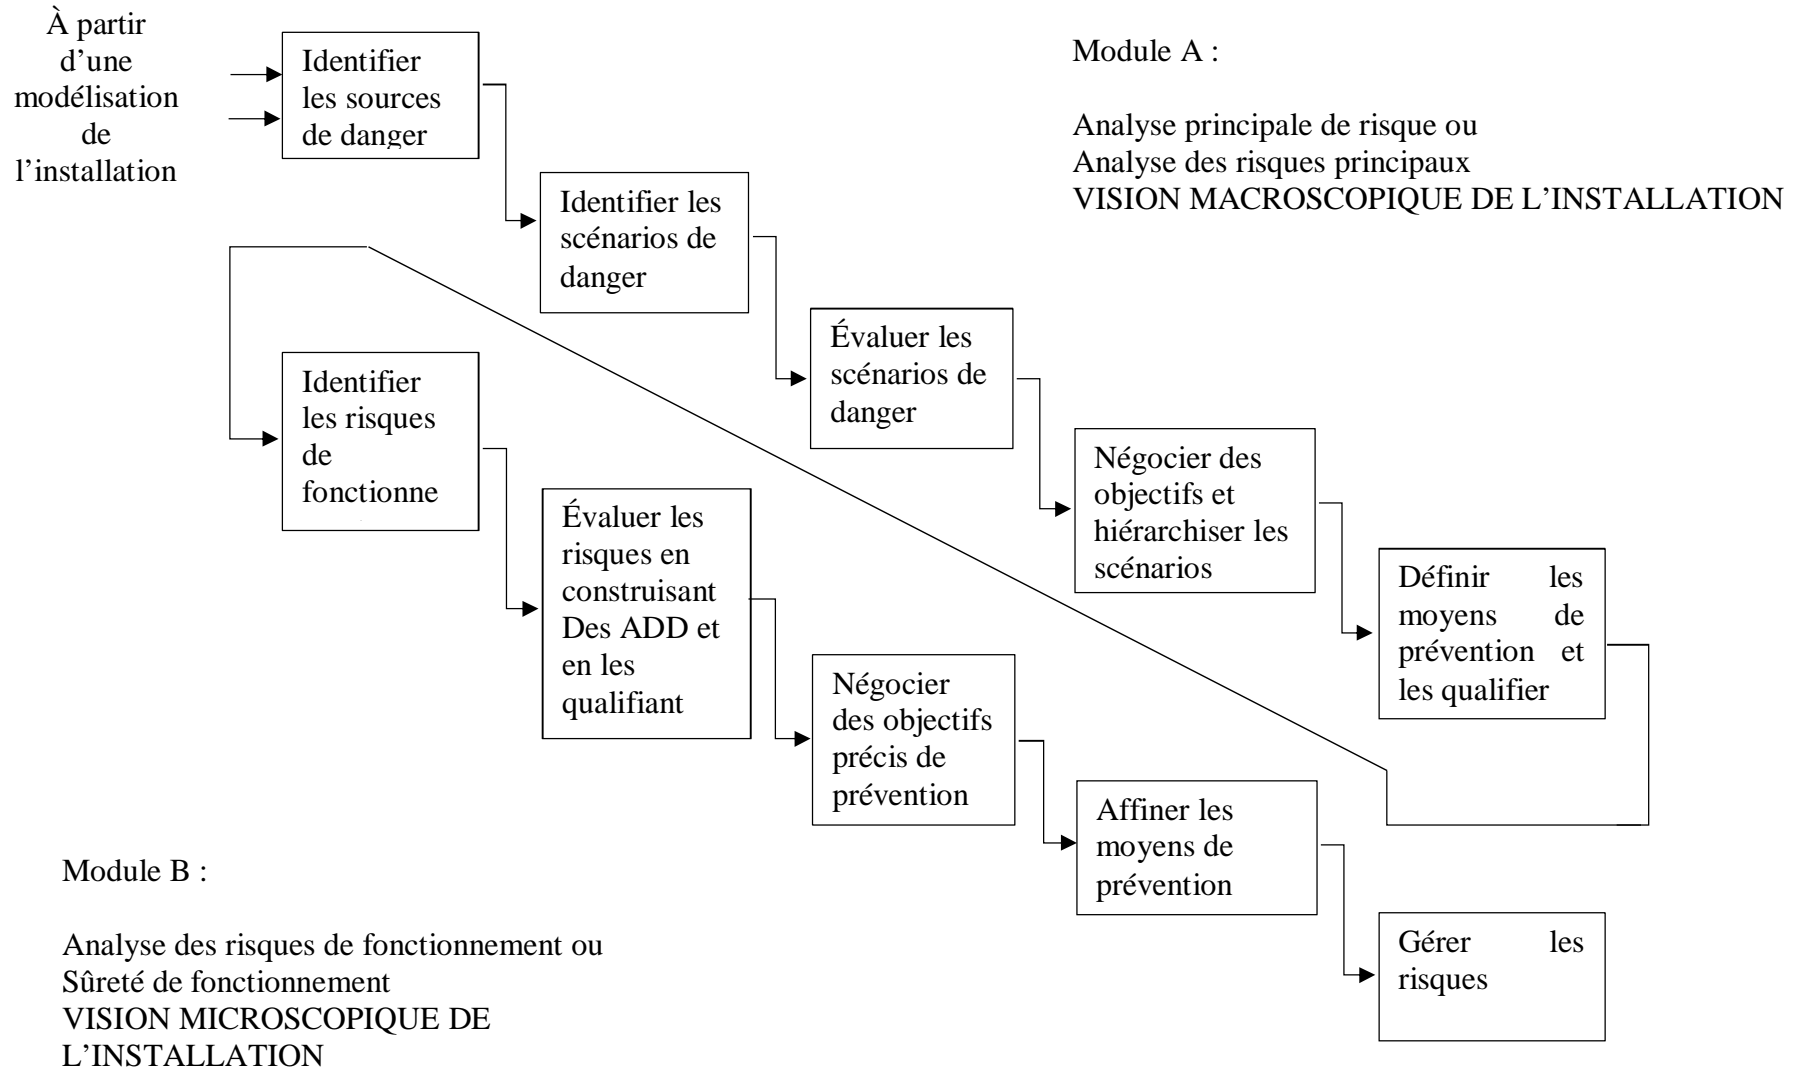 À partir
d’une
modélisation
de
l’installation
Identifier
les sources
de danger
Module A :
Analyse principale de risque ou
Analyse des risques principaux
VISION MACROSCOPIQUE DE L’INSTALLATION
Identifier les
scénarios de
danger
Évaluer les
scénarios de
danger
Négocier des
objectifs et
hiérarchiser les
scénarios
Définir les
moyens de
prévention et
les qualifier
Identifier
les risques
de
fonctionne
Évaluer les
risques en
construisant
Des ADD et
en les
qualifiant
Négocier
des objectifs
précis de
prévention
Affiner les
moyens de
prévention
Gérer les
risques
Module B :
Analyse des risques de fonctionnement ou
Sûreté de fonctionnement
VISION MICROSCOPIQUE DE
L’INSTALLATION